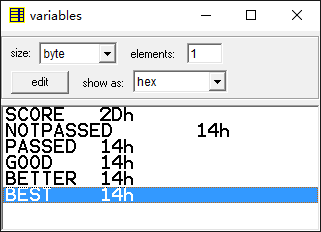 variables
size: byte elements: 1
edit show as: hex
SCORE 2Dh
NOTPASSED 14h
PASSED 14h
GOOD 14h
BETTER 14h
BEST 14h